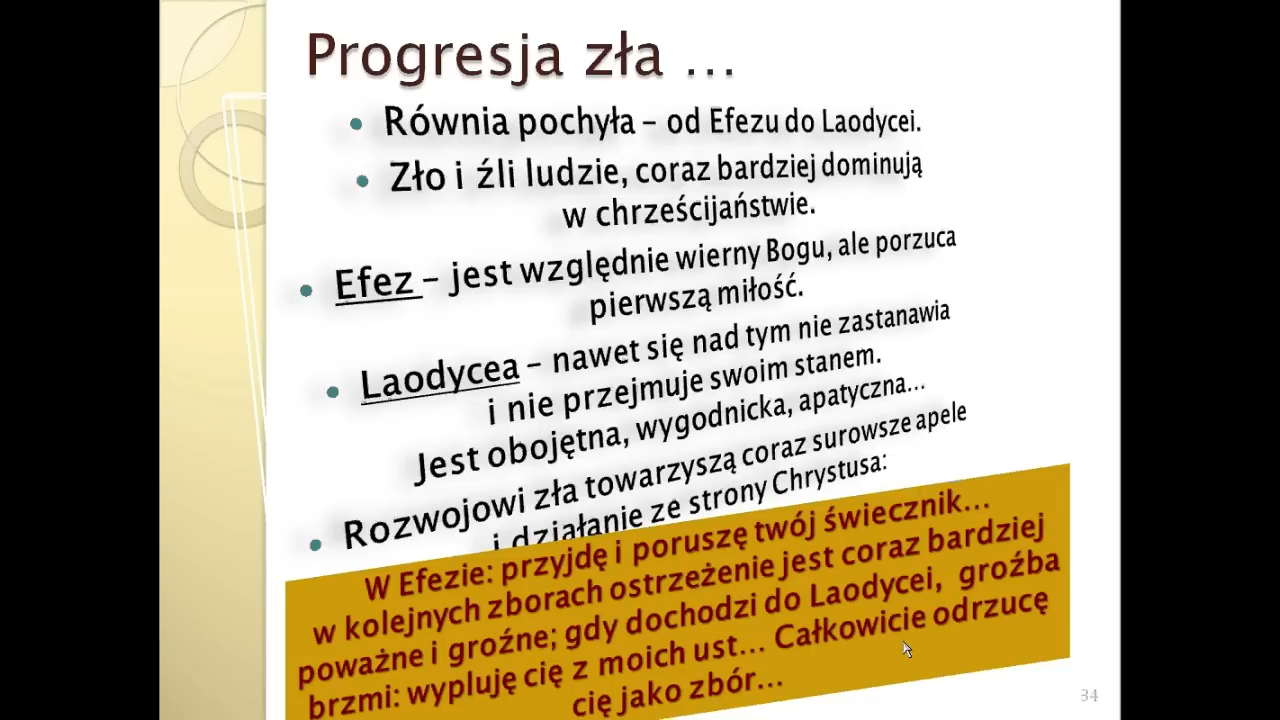 Progresja zła ...
• Równia pochyła – od Efezu do Laodycei.
• Zło i źli ludzie, coraz bardziej dominują
w chrześcijaństwie.
• Efez – jest względnie wierny Bogu, ale porzuca
pierwszą miłość.
• Laodycea – nawet się nad tym nie zastanawia
i nie przejmuje swoim stanem.
Jest obojętna, wygodnicka, apatyczna...
• Rozwojowi zła towarzyszą coraz surowsze apele
i działanie ze strony Chrystusa:
W Efezie: przyjdę i poruszę twój świecznik...
w kolejnych zborach ostrzeżenie jest coraz bardziej
poważne i groźne; gdy dochodzi do Laodycei, groźba
brzmi: wypluję cię z moich ust... Całkowicie odrzucę
cię jako zbór...
34